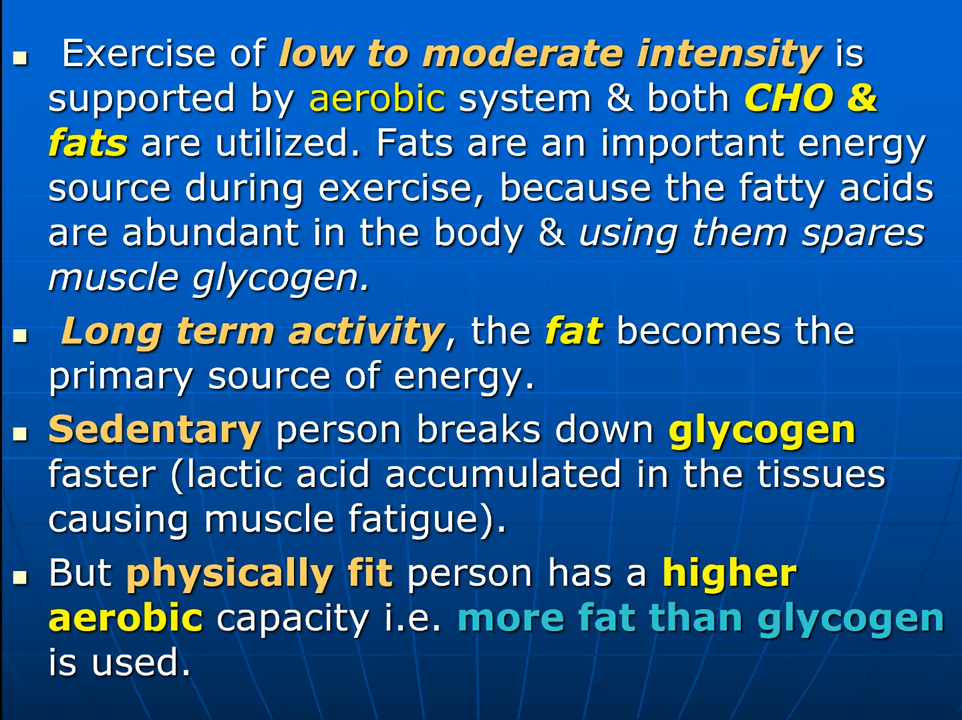 Exercise of low to moderate intensity is
supported by aerobic system & both CHO &
fats are utilized. Fats are an important energy
source during exercise, because the fatty acids
are abundant in the body & using them spares
muscle glycogen.
Long term activity, the fat becomes the
primary source of energy.
Sedentary person breaks down glycogen
faster (lactic acid accumulated in the tissues
causing muscle fatigue).
But physically fit person has a higher
aerobic capacity i.e. more fat than glycogen
is used.